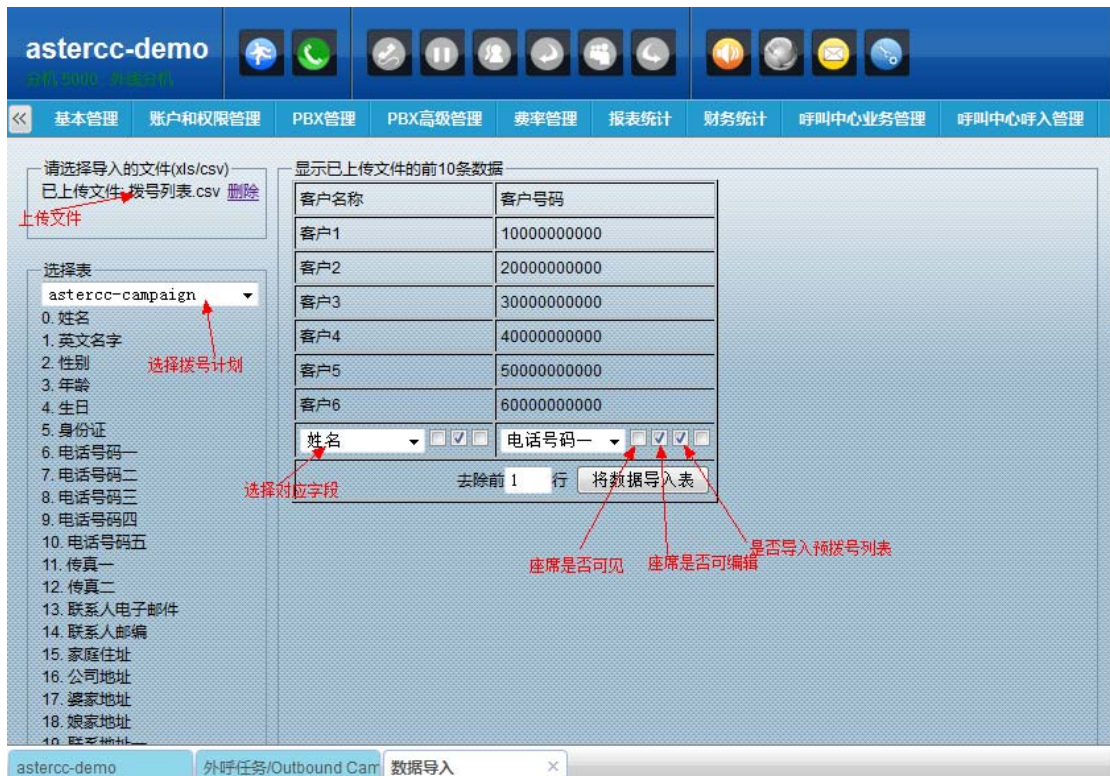 astercc-demo
分机 5000 : 外线分机
基本管理 账户和权限管理 PBX管理 PBX高级管理 费率管理 报表统计 财务统计 呼叫中心业务管理 呼叫中心呼入管理
请选择导入的文件(xls/csv)
已上传文件: 拨号列表.csv 删除
上传文件
选择表
astercc-campaign
选择拨号计划
0. 姓名
1. 英文名字
2. 性别
3. 年龄
4. 生日
5. 身份证
6. 电话号码一
7. 电话号码二
8. 电话号码三
9. 电话号码四
10. 电话号码五
11. 传真一
12. 传真二
13. 联系人电子邮件
14. 联系人邮编
15. 家庭住址
16. 公司地址
17. 婆家地址
18. 娘家地址
19. 联系地址一
显示已上传文件的前10条数据
客户名称 客户号码
客户1 10000000000
客户2 20000000000
客户3 30000000000
客户4 40000000000
客户5 50000000000
客户6 60000000000
姓名 电话号码一
去除前 1 行 将数据导入表
选择对应字段
座席是否可见
座席是否可编辑
是否导入预拨号列表
astercc-demo 外呼任务/Outbound Cam 数据导入